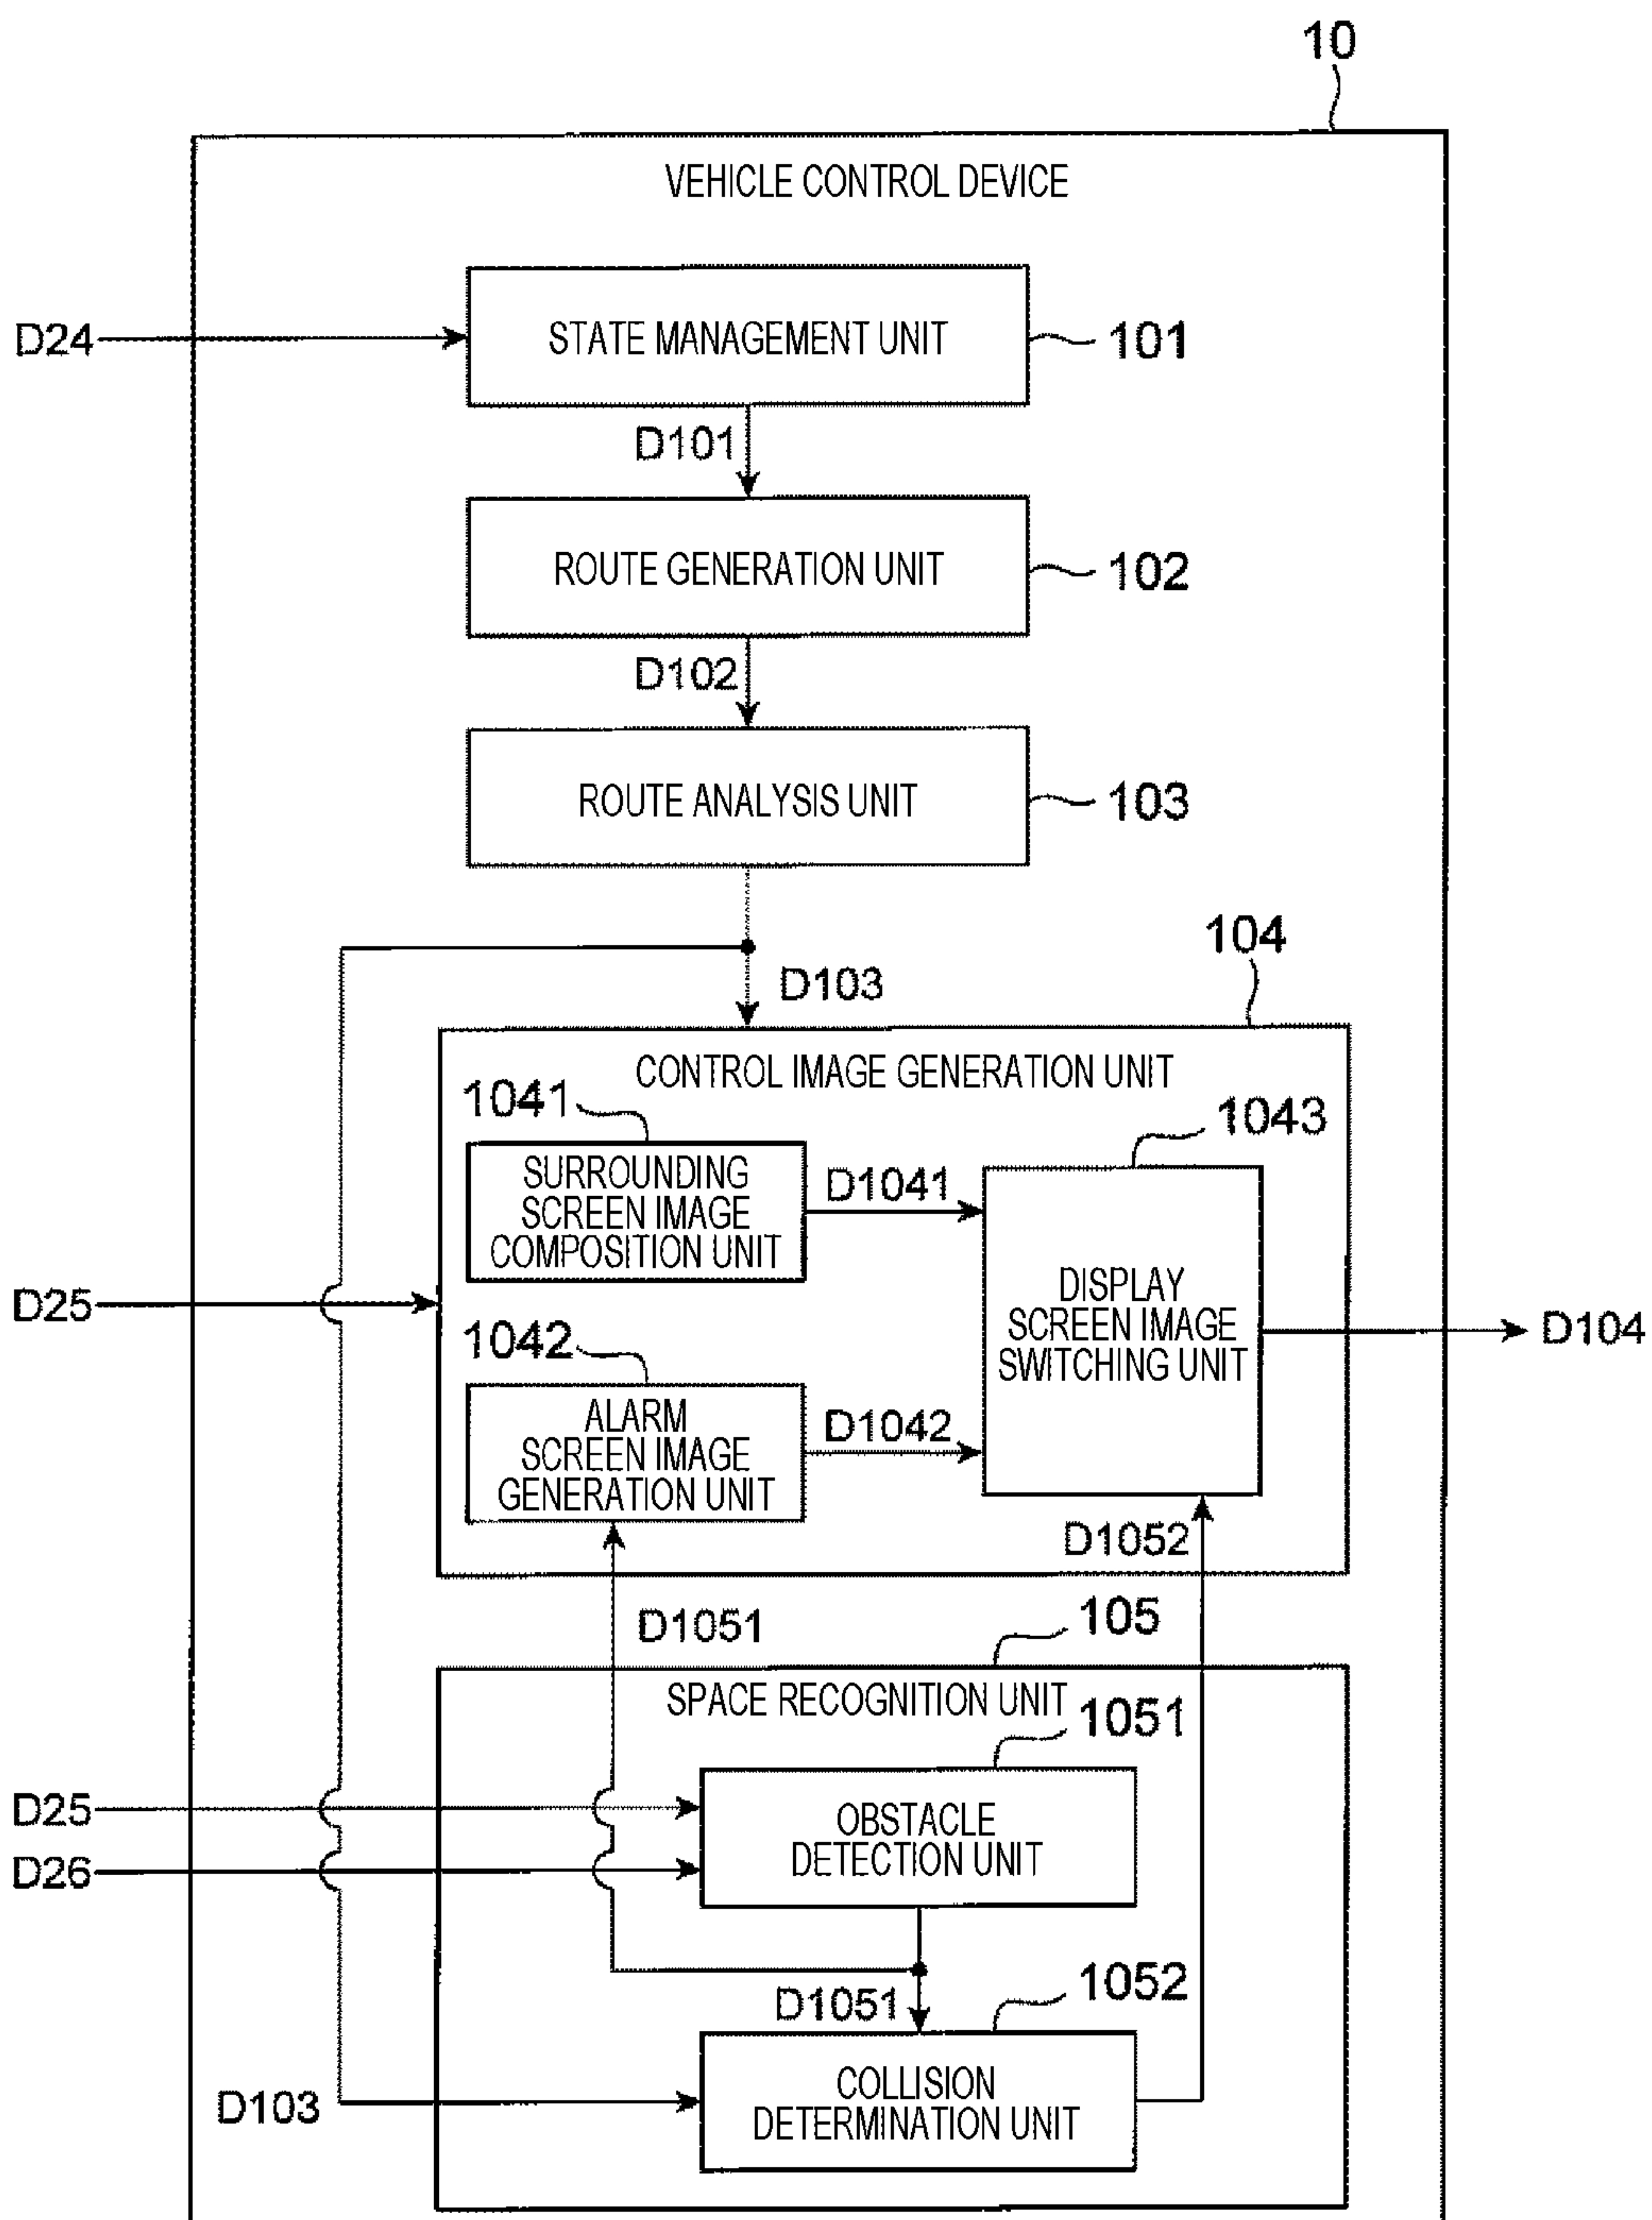 10
VEHICLE CONTROL DEVICE
D24
STATE MANAGEMENT UNIT
101
D101
ROUTE GENERATION UNIT
102
D102
ROUTE ANALYSIS UNIT
103
104
D103
CONTROL IMAGE GENERATION UNIT
1041
1043
SURROUNDING
SCREEN IMAGE
COMPOSITION UNIT
D1041
D25
DISPLAY
SCREEN IMAGE
SWITCHING UNIT
D104
1042
ALARM
SCREEN IMAGE
GENERATION UNIT
D1042
D1052
D1051
105
SPACE RECOGNITION UNIT
1051
D25
D26
OBSTACLE
DETECTION UNIT
D1051
1052
D103
COLLISION
DETERMINATION UNIT